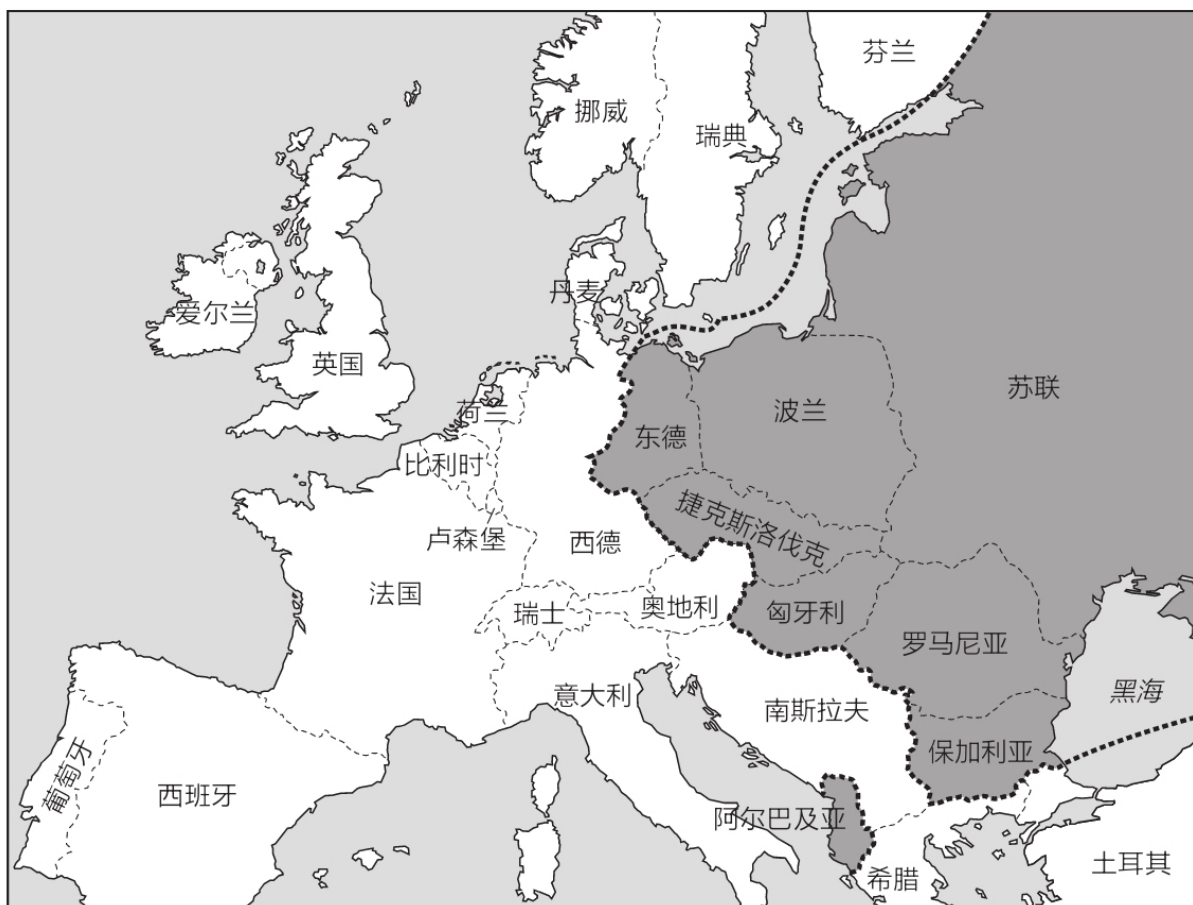 芬兰
挪威
瑞典
爱尔兰
丹麦
英国
荷兰
苏联
波兰
东德
比利时
捷克斯洛伐克
卢森堡
西德
法国
瑞士
奥地利
匈牙利
罗马尼亚
意大利
南斯拉夫
黑海
保加利亚
葡萄牙
西班牙
阿尔巴及亚
土耳其
希腊